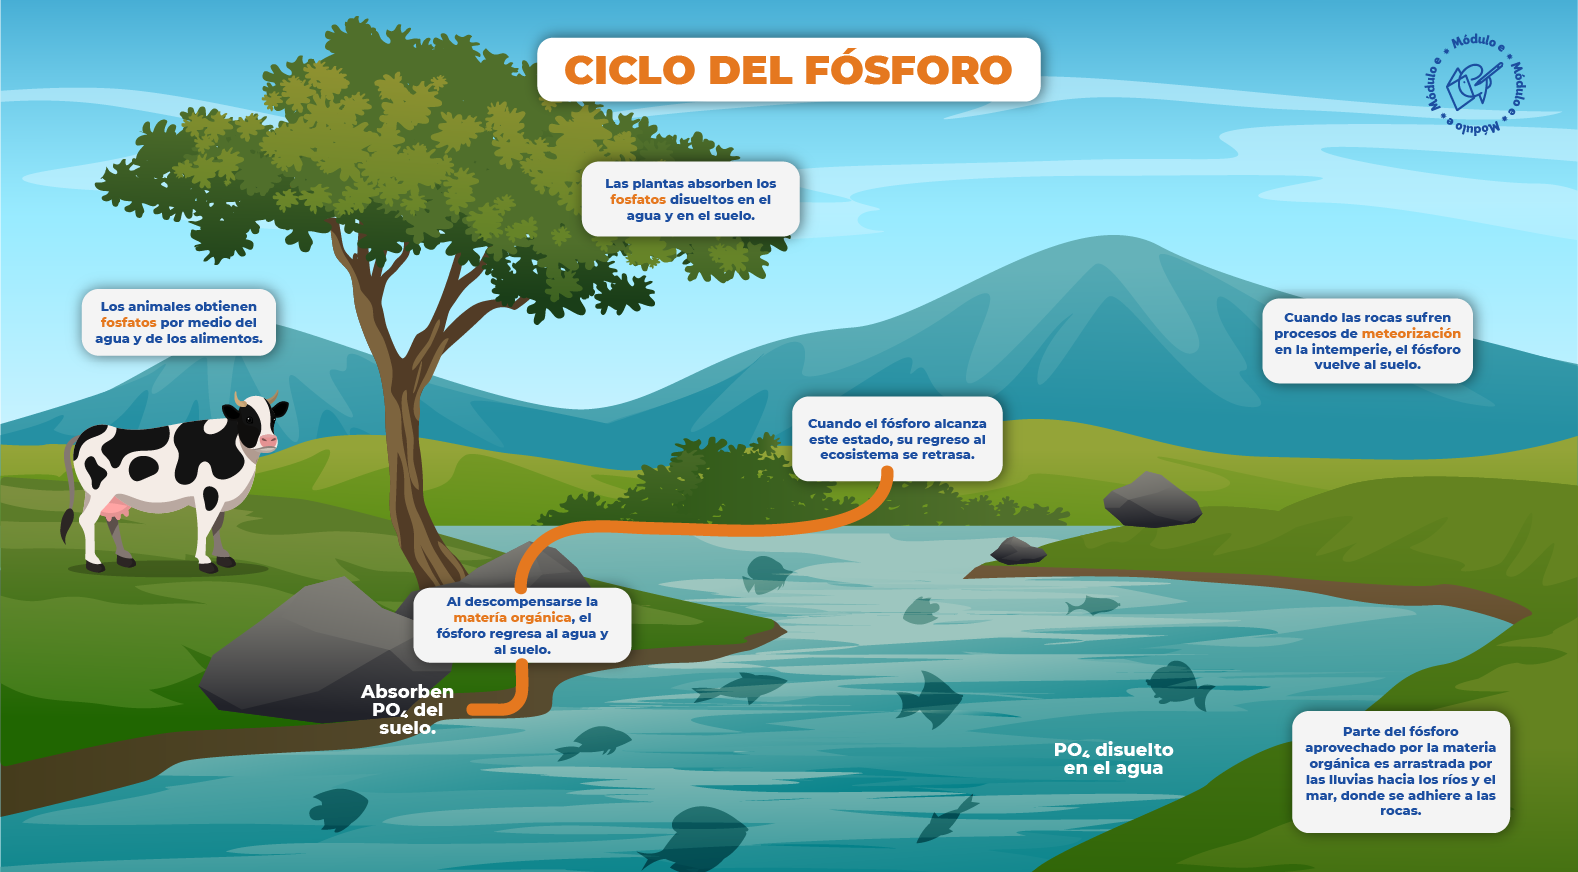 CICLO DEL FÓSFORO
Módulo e * Módulo e * Módulo e * Módulo e *
Las plantas absorben los
fosfatos disueltos en el
agua y en el suelo.
Los animales obtienen
fosfatos por medio del
agua y de los alimentos.
Cuando las rocas sufren
procesos de meteorización
en la intemperie, el fósforo
vuelve al suelo.
Cuando el fósforo alcanza
este estado, su regreso al
ecosistema se retrasa.
Al descompensarse la
matería orgánica, el
fósforo regresa al agua y
al suelo.
Absorben
PO₄ del
suelo.
PO₄ disuelto
en el agua
Parte del fósforo
aprovechado por la materia
orgánica es arrastrada por
las lluvias hacia los ríos y el
mar, donde se adhiere a las
rocas.